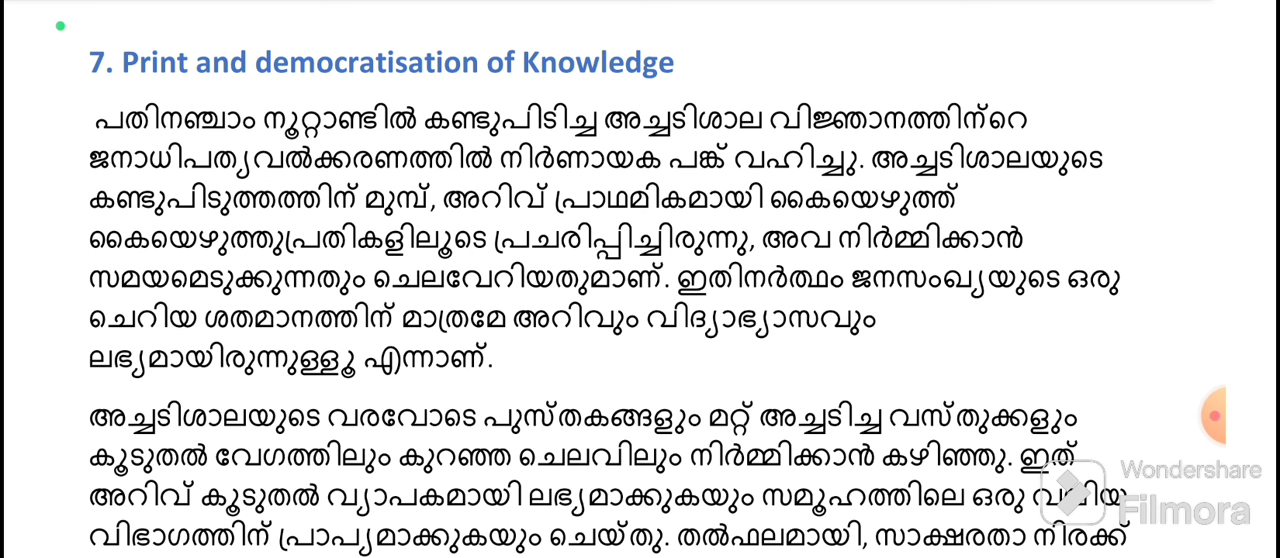 7. Print and democratisation of Knowledge
പതിനഞ്ചാം നൂറ്റാണ്ടിൽ കണ്ടുപിടിച്ച അച്ചടിശാല വിജ്ഞാനത്തിന്റെ
ജനാധിപത്യവൽക്കരണത്തിൽ നിർണായക പങ്ക് വഹിച്ചു. അച്ചടിശാലയുടെ
കണ്ടുപിടുത്തത്തിന് മുമ്പ്, അറിവ് പ്രാഥമികമായി കൈയെഴുത്ത്
കൈയെഴുത്തുപ്രതികളിലൂടെ പ്രചരിപ്പിച്ചിരുന്നു, അവ നിർമ്മിക്കാൻ
സമയമെടുക്കുന്നതും ചെലവേറിയതുമാണ്. ഇതിനർത്ഥം ജനസംഖ്യയുടെ ഒരു
ചെറിയ ശതമാനത്തിന് മാത്രമേ അറിവും വിദ്യാഭ്യാസവും
ലഭ്യമായിരുന്നുള്ളൂ എന്നാണ്.
അച്ചടിശാലയുടെ വരവോടെ പുസ്തകങ്ങളും മറ്റ് അച്ചടിച്ച വസ്തുക്കളും
കൂടുതൽ വേഗത്തിലും കുറഞ്ഞ ചെലവിലും നിർമ്മിക്കാൻ കഴിഞ്ഞു. ഇത്
അറിവ് കൂടുതൽ വ്യാപകമായി ലഭ്യമാക്കുകയും സമൂഹത്തിലെ ഒരു വലിയ
വിഭാഗത്തിന് പ്രാപ്യമാക്കുകയും ചെയ്തു. തൽഫലമായി, സാക്ഷരതാ നിരക്ക്
Wondershare
Filmora